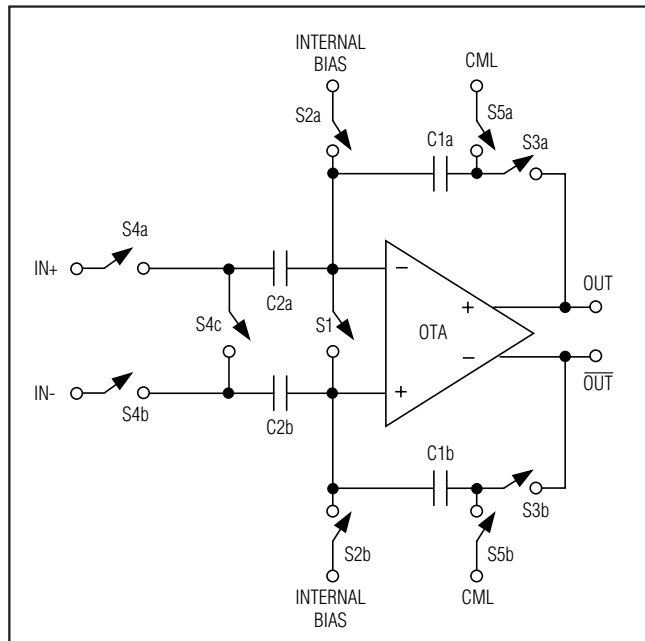 INTERNAL
BIAS
CML
S2a
S5a
C1a
S3a
S4a
IN+
C2a
S4c
S1
−
+
OTA
−
+
OUT
IN-
S4b
C2b
OUT
C1b
S3b
S2b
S5b
INTERNAL
BIAS
CML